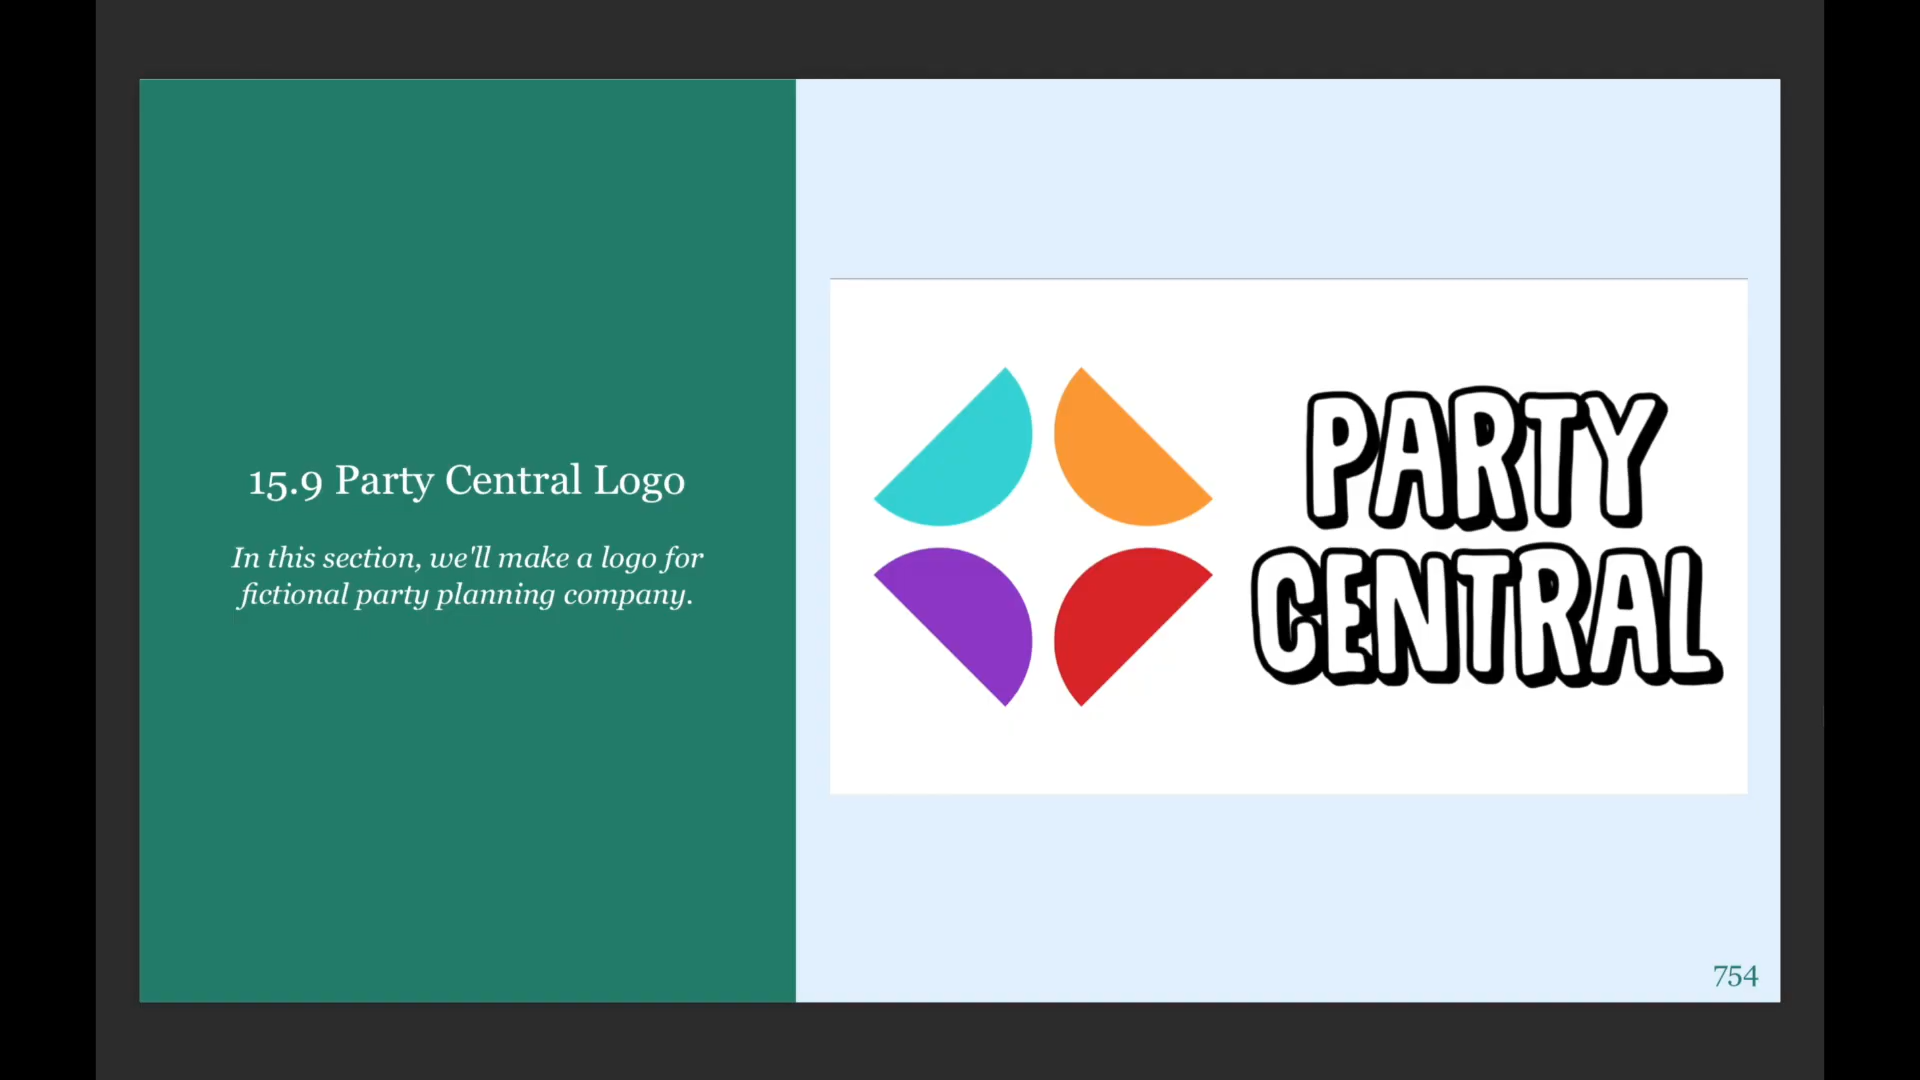 15.9 Party Central Logo
In this section, we'll make a logo for
fictional party planning company.
PARTY
CENTRAL
754